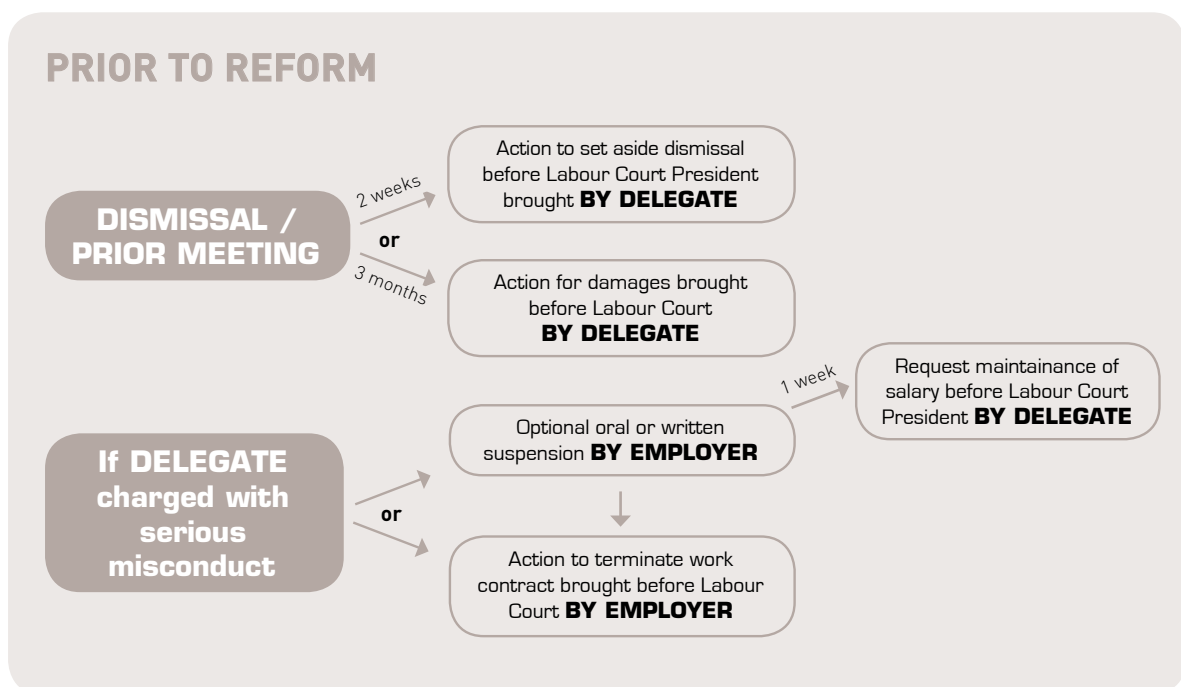 PRIOR TO REFORM
DISMISSAL /
PRIOR MEETING
2 weeks
or
3 months
Action to set aside dismissal
before Labour Court President
brought BY DELEGATE
Action for damages brought
before Labour Court
BY DELEGATE
If DELEGATE
charged with
serious
misconduct
or
Optional oral or written
suspension BY EMPLOYER
1 week
Request maintainance of
salary before Labour Court
President BY DELEGATE
Action to terminate work
contract brought before Labour
Court BY EMPLOYER